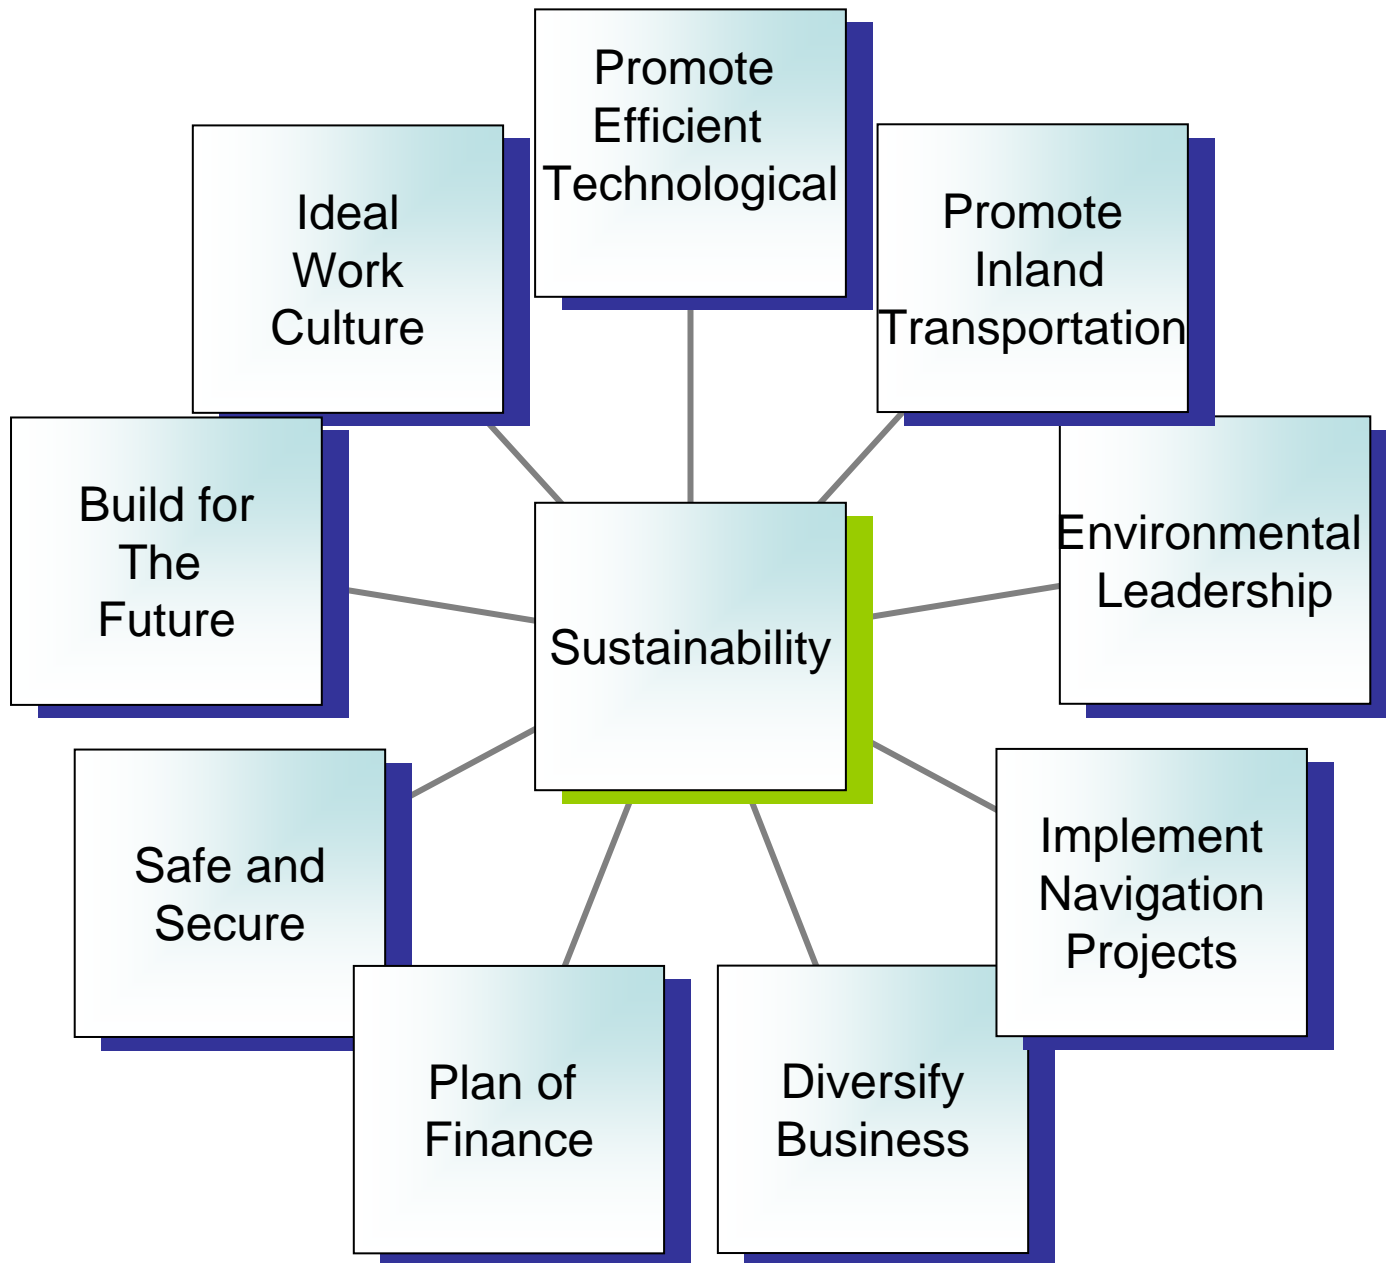 Promote
Efficient
Technological
Promote
Inland
Transportation
Environmental
Leadership
Implement
Navigation
Projects
Diversify
Business
Plan of
Finance
Safe and
Secure
Build for
The
Future
Ideal
Work
Culture
Sustainability